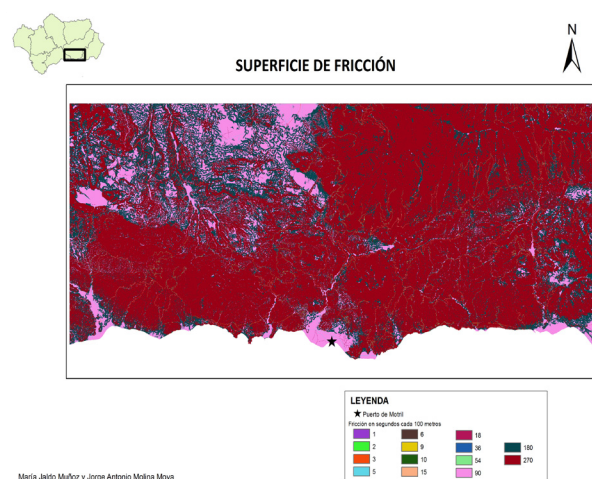 N
SUPERFICIE DE FRICCIÓN
LEYENDA
Puerto de Motril
Fricción en segundos cada 100 metros
1 6 18
2 9 36 180
3 10 54 270
5 15 90
María Jaldo Muñoz y Jorge Antonio Molina Moya